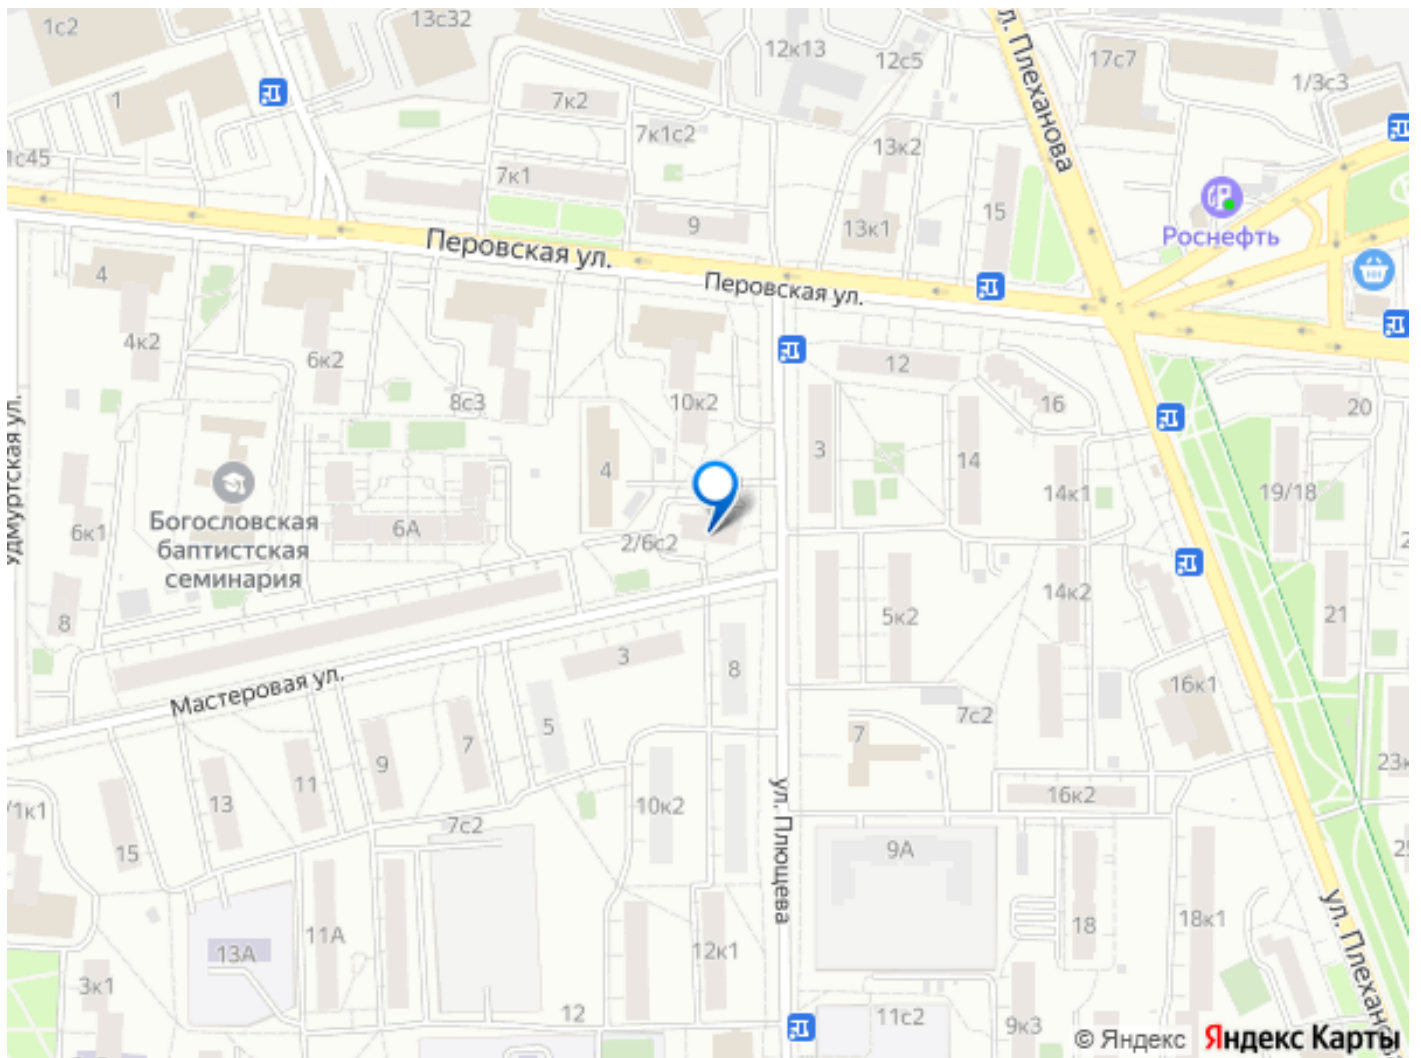 1с2
13с32
12к13
12с5
17с7
1/3с3
ул. Плеханова
1
7к2
7к1с2
13к2
1с45
7к1
15
9
13к1
Роснефть
Перовская ул.
Перовская ул.
4
4к2
6к2
8с3
10к2
12
16
20
Удмуртская ул.
3
14
4
14к1
19/18
6к1
Богословская
баптистская
семинария
6А
2/6с2
8
5к2
14к2
21
3
8
Мастеровая ул.
16к1
7с2
7
5
7
9
11
13
15
10к2
16к2
23к
/1к1
7с2
ул. Плющева
9А
11А
13А
12к1
18
18к1
ул. Плеханова
3к1
12
11с2
9к3
© Яндекс
Яндекс Карты